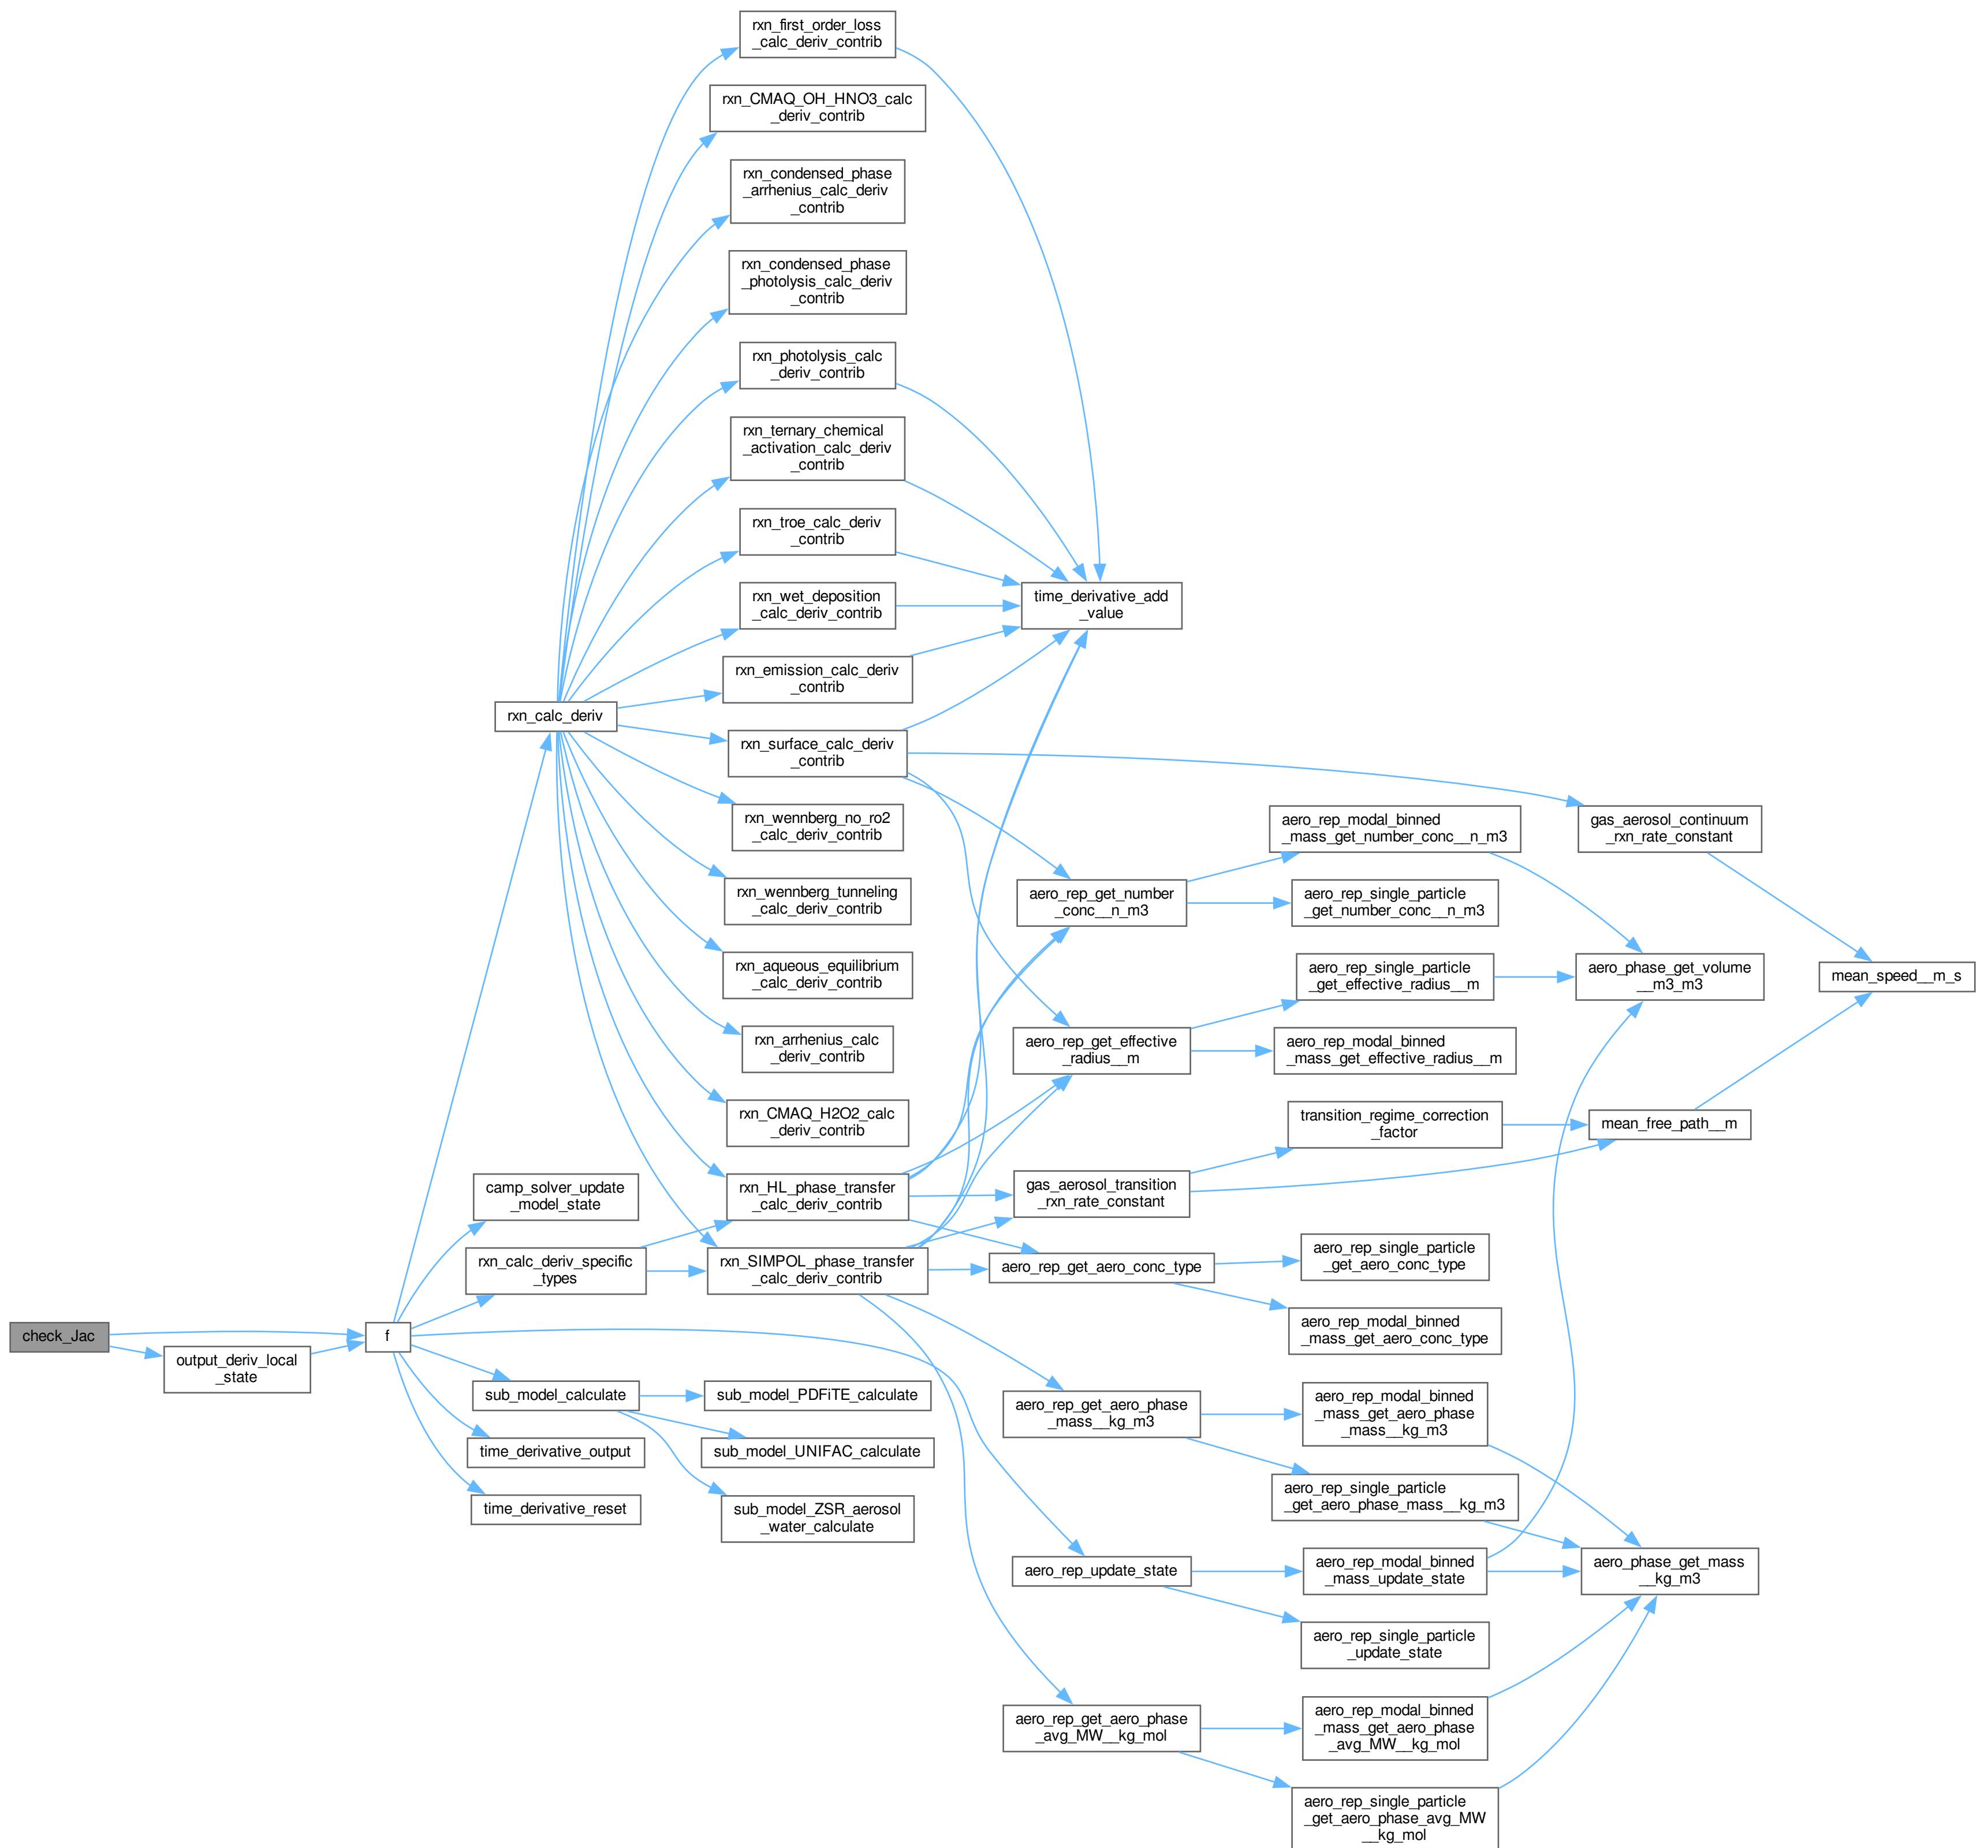 check_Jac
output_deriv_local
_state
f
rxn_calc_deriv
camp_solver_update
_model_state
rxn_calc_deriv_specific
_types
sub_model_calculate
time_derivative_output
time_derivative_reset
rxn_first_order_loss
_calc_deriv_contrib
rxn_CMAQ_OH_HNO3_calc
_deriv_contrib
rxn_condensed_phase
_arrhenius_calc_deriv
_contrib
rxn_condensed_phase
_photolysis_calc_deriv
_contrib
rxn_photolysis_calc
_deriv_contrib
rxn_ternary_chemical
_activation_calc_deriv
_contrib
rxn_troe_calc_deriv
_contrib
rxn_wet_deposition
_calc_deriv_contrib
rxn_emission_calc_deriv
_contrib
rxn_surface_calc_deriv
_contrib
rxn_wennberg_no_ro2
_calc_deriv_contrib
rxn_wennberg_tunneling
_calc_deriv_contrib
rxn_aqueous_equilibrium
_calc_deriv_contrib
rxn_arrhenius_calc
_deriv_contrib
rxn_CMAQ_H2O2_calc
_deriv_contrib
rxn_HL_phase_transfer
_calc_deriv_contrib
rxn_SIMPOL_phase_transfer
_calc_deriv_contrib
sub_model_PDFiTE_calculate
sub_model_UNIFAC_calculate
sub_model_ZSR_aerosol
_water_calculate
time_derivative_add
_value
aero_rep_get_number
_conc__n_m3
aero_rep_get_effective
_radius__m
gas_aerosol_transition
_rxn_rate_constant
aero_rep_get_aero_conc_type
aero_rep_get_aero_phase
_mass__kg_m3
aero_rep_update_state
aero_rep_get_aero_phase
_avg_MW__kg_mol
aero_rep_modal_binned
_mass_get_number_conc__n_m3
aero_rep_single_particle
_get_number_conc__n_m3
aero_rep_single_particle
_get_effective_radius__m
aero_rep_modal_binned
_mass_get_effective_radius__m
transition_regime_correction
_factor
aero_rep_single_particle
_get_aero_conc_type
aero_rep_modal_binned
_mass_get_aero_conc_type
aero_rep_modal_binned
_mass_get_aero_phase
_mass__kg_m3
aero_rep_single_particle
_get_aero_phase_mass__kg_m3
aero_rep_modal_binned
_mass_update_state
aero_rep_single_particle
_update_state
aero_rep_modal_binned
_mass_get_aero_phase
_avg_MW__kg_mol
aero_rep_single_particle
_get_aero_phase_avg_MW
__kg_mol
gas_aerosol_continuum
_rxn_rate_constant
aero_phase_get_volume
__m3_m3
mean_free_path__m
aero_phase_get_mass
__kg_m3
mean_speed__m_s